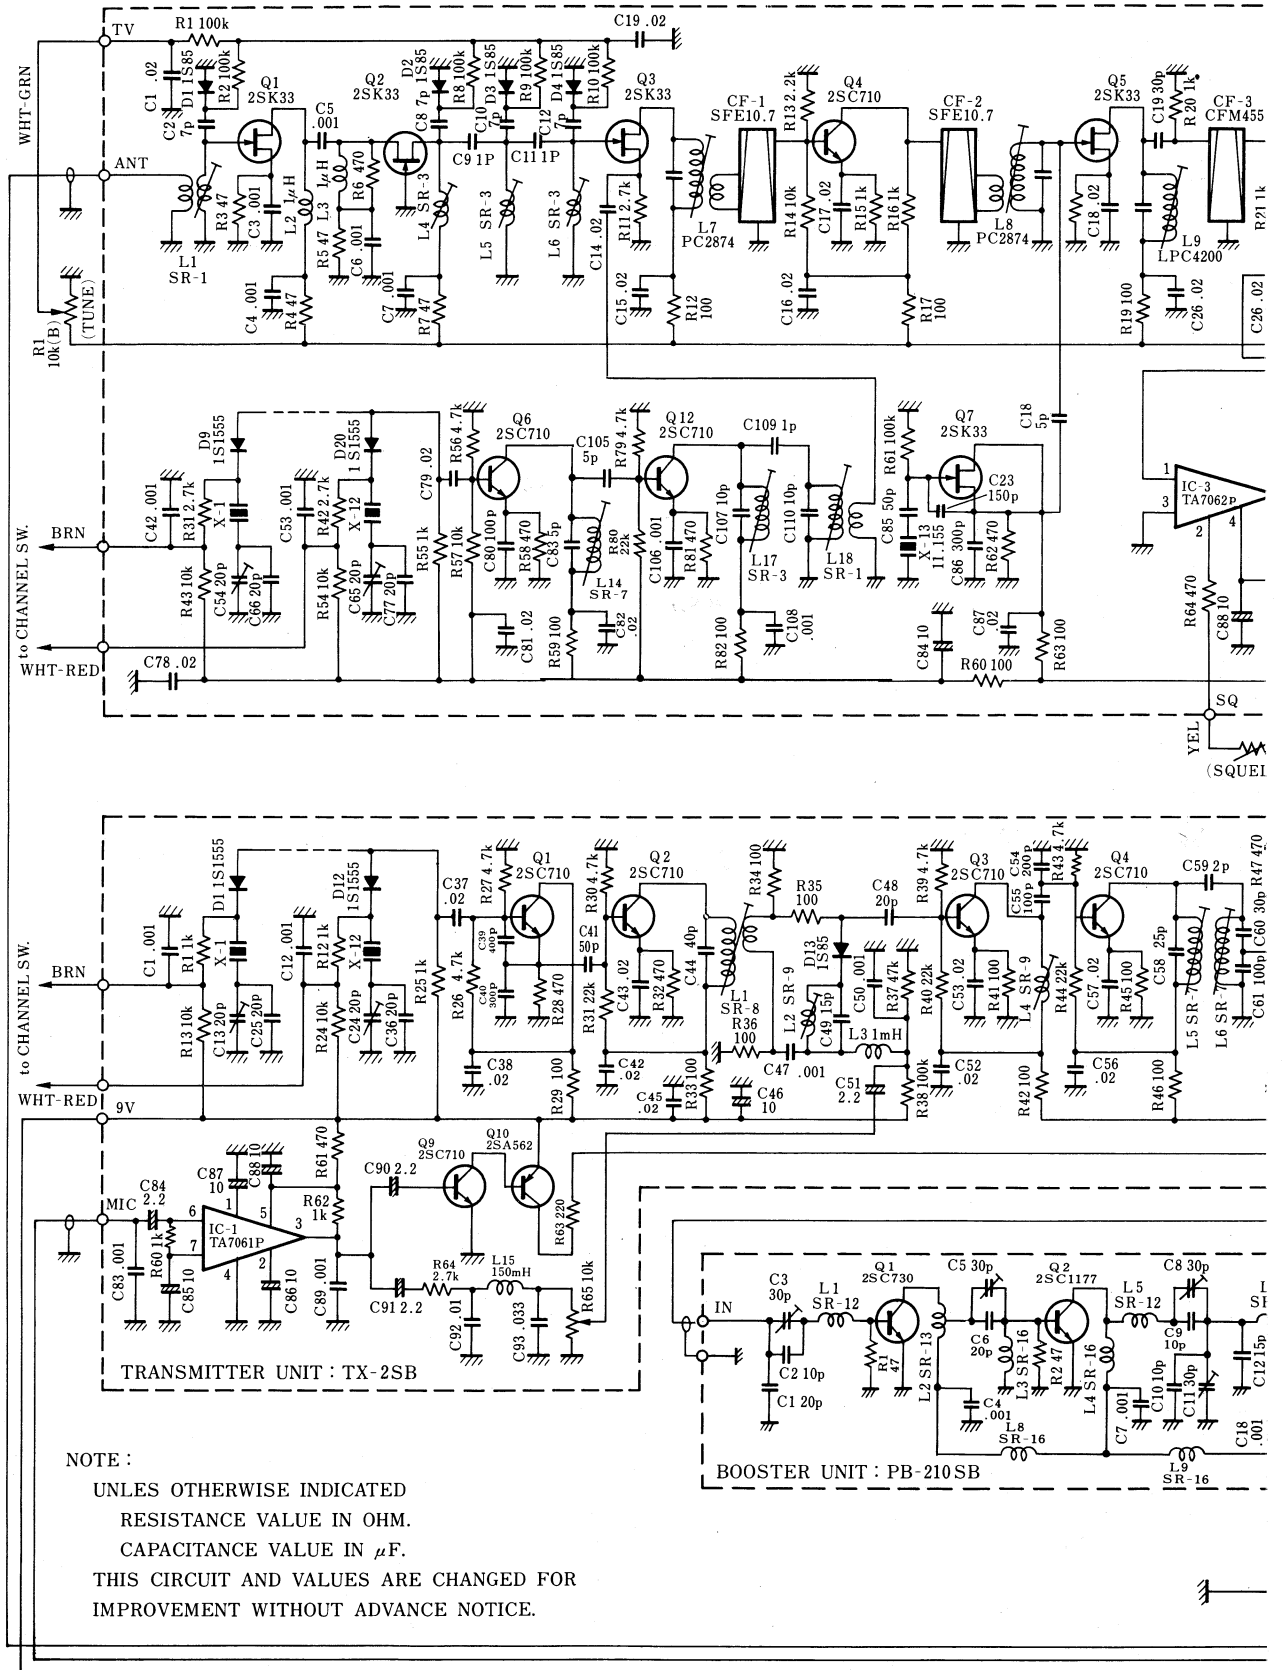 TV
R1 100k
C1 .02
D1 1S85
R2 100k
C2 7p
Q1
2SK33
C5
.001
Q2
2SK33
D2
1S85
C8 7p
R8 100k
D3 1S85
C10
7p
R9 100k
D4 1S85
C12
7p
R10 100k
C19 .02
Q3
2SK33
CF-1
SFE10.7
R13 2.2k
Q4
2SC710
CF-2
SFE10.7
Q5
2SK33
C19 30p
R20 1k
CF-3
CFM455
WHT-GRN
ANT
L1
SR-1
R3 47
C3 .001
L2 1μH
L3 1μH
R6 470
R5 47
C6 .001
C4 .001
R4 47
C7 .001
R7 47
L4 SR-3
C9 1P
L5 SR-3
C11 1P
L6 SR-3
C14 .02
R11 2.7k
C15 .02
R12
100
L7
PC2874
R14 10k
C17 .02
R15 1k
R16 1k
C16 .02
R17
100
L8
PC2874
C18 .02
L9
LPC4200
R19 100
C26 .02
R21 1k
C26 .02
R1
10k(B)
(TUNE)
to CHANNEL SW.
BRN
WHT-RED
C42 .001
R31 2.7k
D9
1S1555
X-1
R43 10k
C54 20p
C66 20p
C53 .001
R42 2.7k
D20
1S1555
X-12
R54 10k
C65 20p
C77 20p
C78 .02
R55 1k
C79 .02
R56 4.7k
R57 10k
Q6
2SC710
C80 100p
R58 470
C81 .02
C83 5p
L14
SR-7
R59 100
C82
.02
C105
5p
R79 4.7k
R80
22k
Q12
2SC710
C106 .001
R81 470
C107 10p
L17
SR-3
R82 100
C108
.001
C109 1p
C110 10p
L18
SR-1
R61 100k
C85 50p
X-13
11.155
Q7
2SK33
C23
150p
C86 300p
R62 470
C84 10
C87
.02
R60 100
R63 100
C18
5p
1
3
2
4
IC-3
TA7062P
R64 470
C88 10
SQ
YEL
(SQUEL
to CHANNEL SW.
BRN
WHT-RED
C1 .001
R1 1k
D1 1S1555
X-1
R13 10k
C13 20p
C25 20p
C12 .001
R12 1k
D12
1S1555
X-12
R24 10k
C24 20p
C36 20p
R25 1k
C37
.02
R27 4.7k
R26 4.7k
C39
400p
C40
300p
Q1
2SC710
R28 470
C38
.02
R29 100
C41
50p
R30 4.7k
R31 22k
Q2
2SC710
C43 .02
R32 470
C42
.02
C44 40p
L1
SR-8
C45
.02
R33 100
C46
10
R34 100
R35
100
R36
100
C47 .001
D13
1S85
L2 SR-9
C49 15p
L3 1mH
C48
20p
C50 .001
R37 47k
C51
2.2
R38 100k
R39 4.7k
R40 22k
Q3
2SC710
C53 .02
R41 100
C52
.02
C54
200p
C55
100p
L4 SR-9
R42 100
R43 4.7k
R44 22k
Q4
2SC710
C57 .02
R45 100
C56
.02
C58 25p
L5 SR-7
R46 100
C59 2p
L6 SR-
C60 30p
C61 100p
R47 470
9V
MIC
C84
2.2
C83 .001
R60 1k
C85 10
6
7
IC-1
TA7061P
1
5
3
4
2
C87
10
C88 10
R61 470
R62
1k
C86 10
C89 .001
C90 2.2
C91 2.2
Q9
2SC710
Q10
2SA562
R63 220
R64
2.7k
L15
150mH
C92 .01
C93 .033
R65 10k
TRANSMITTER UNIT : TX-2SB
IN
C3
30p
C2 10p
C1 20p
L1
SR-12
Q1
2SC730
R1
47
L2 SR-13
C4
.001
C5 30p
C6
20p
L3 SR-16
R2 47
Q2
2SC1177
L4 SR-16
C7 .001
L8
SR-16
L5
SR-12
C8 30p
C9
10p
C10 10p
C11 30p
C12 15p
C18
.001
L9
SR-16
BOOSTER UNIT : PB-210SB
NOTE :
UNLES OTHERWISE INDICATED
RESISTANCE VALUE IN OHM.
CAPACITANCE VALUE IN μF.
THIS CIRCUIT AND VALUES ARE CHANGED FOR
IMPROVEMENT WITHOUT ADVANCE NOTICE.